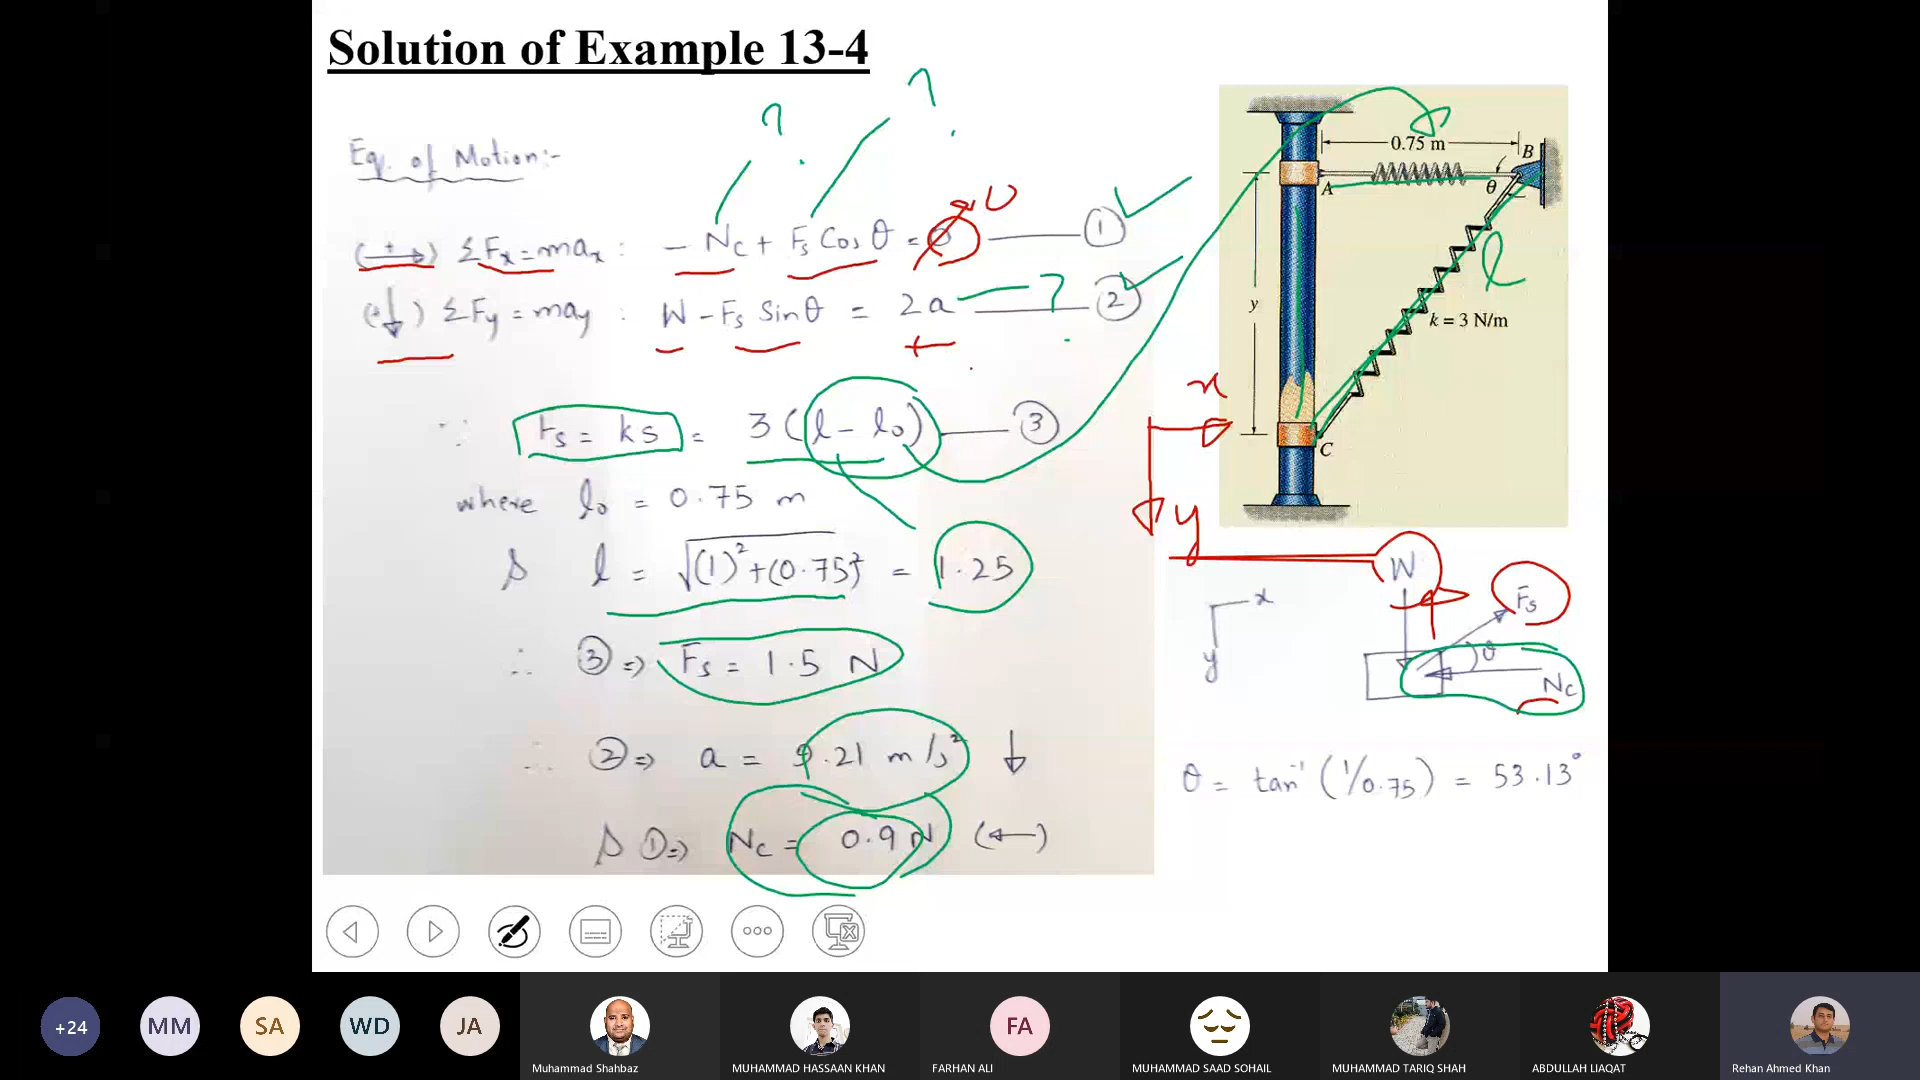 Solution of Example 13-4
Eq. of Motion:-
(+→) ΣFx = max : - Nc + Fs Cosθ = 0 ——— ①
(+↓) ΣFy = may : W - Fs Sinθ = 2a ——— ②
? ? 0 ?
∵ Fs = ks = 3 (l - l₀) ——— ③
where l₀ = 0.75 m
& l = √(1)² + (0.75)² = 1.25
∴ ③ ⇒ Fs = 1.5 N
∴ ② ⇒ a = 9.21 m/s² ↓
& ① ⇒ Nc = 0.9 N (←)
0.75 m
B
A
θ
l
y
k = 3 N/m
C
x
y
W
x
Fs
y
θ
Nc
θ = tan⁻¹ (1/0.75) = 53.13°
+24
MM
SA
WD
JA
FA
Muhammad Shahbaz
MUHAMMAD HASSAAN KHAN
FARHAN ALI
MUHAMMAD SAAD SOHAIL
MUHAMMAD TARIQ SHAH
ABDULLAH LIAQAT
Rehan Ahmed Khan